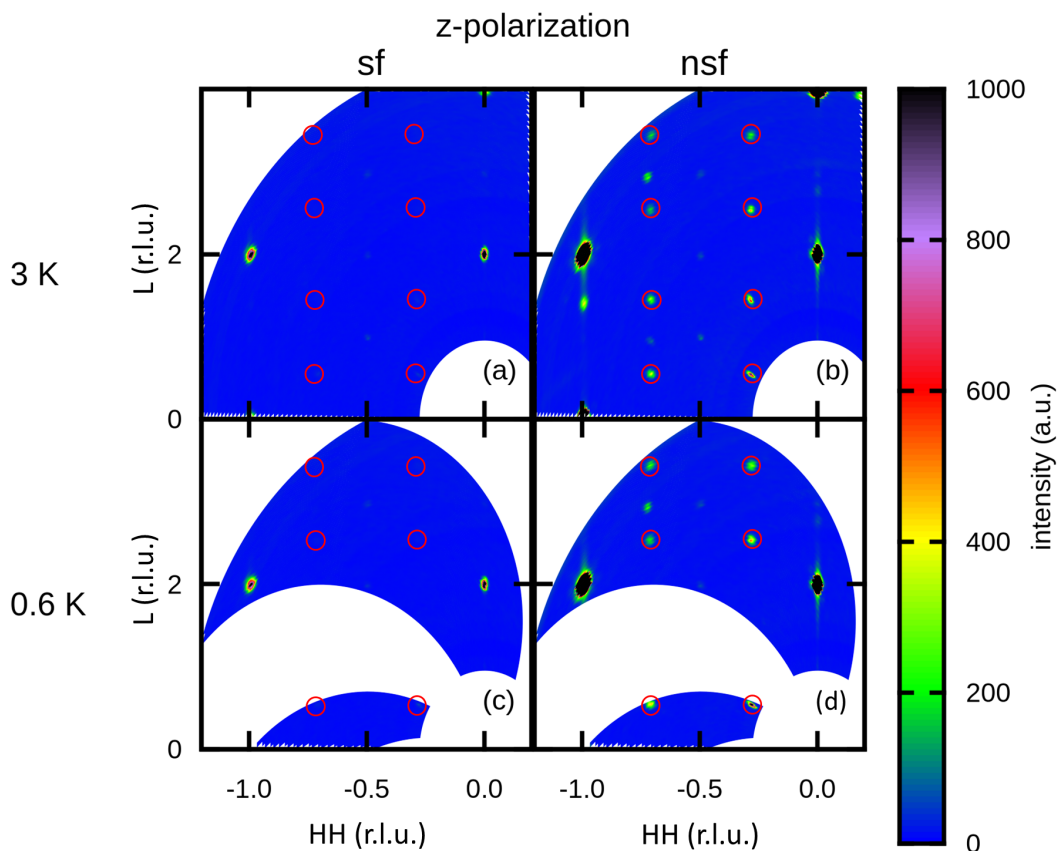 z-polarization
sf nsf
1000
800
600
400
200
0
intensity (a.u.)
3 K
L (r.l.u.)
2
0
(a)
(b)
0.6 K
L (r.l.u.)
2
0
(c)
(d)
-1.0 -0.5 0.0 -1.0 -0.5 0.0
HH (r.l.u.) HH (r.l.u.)